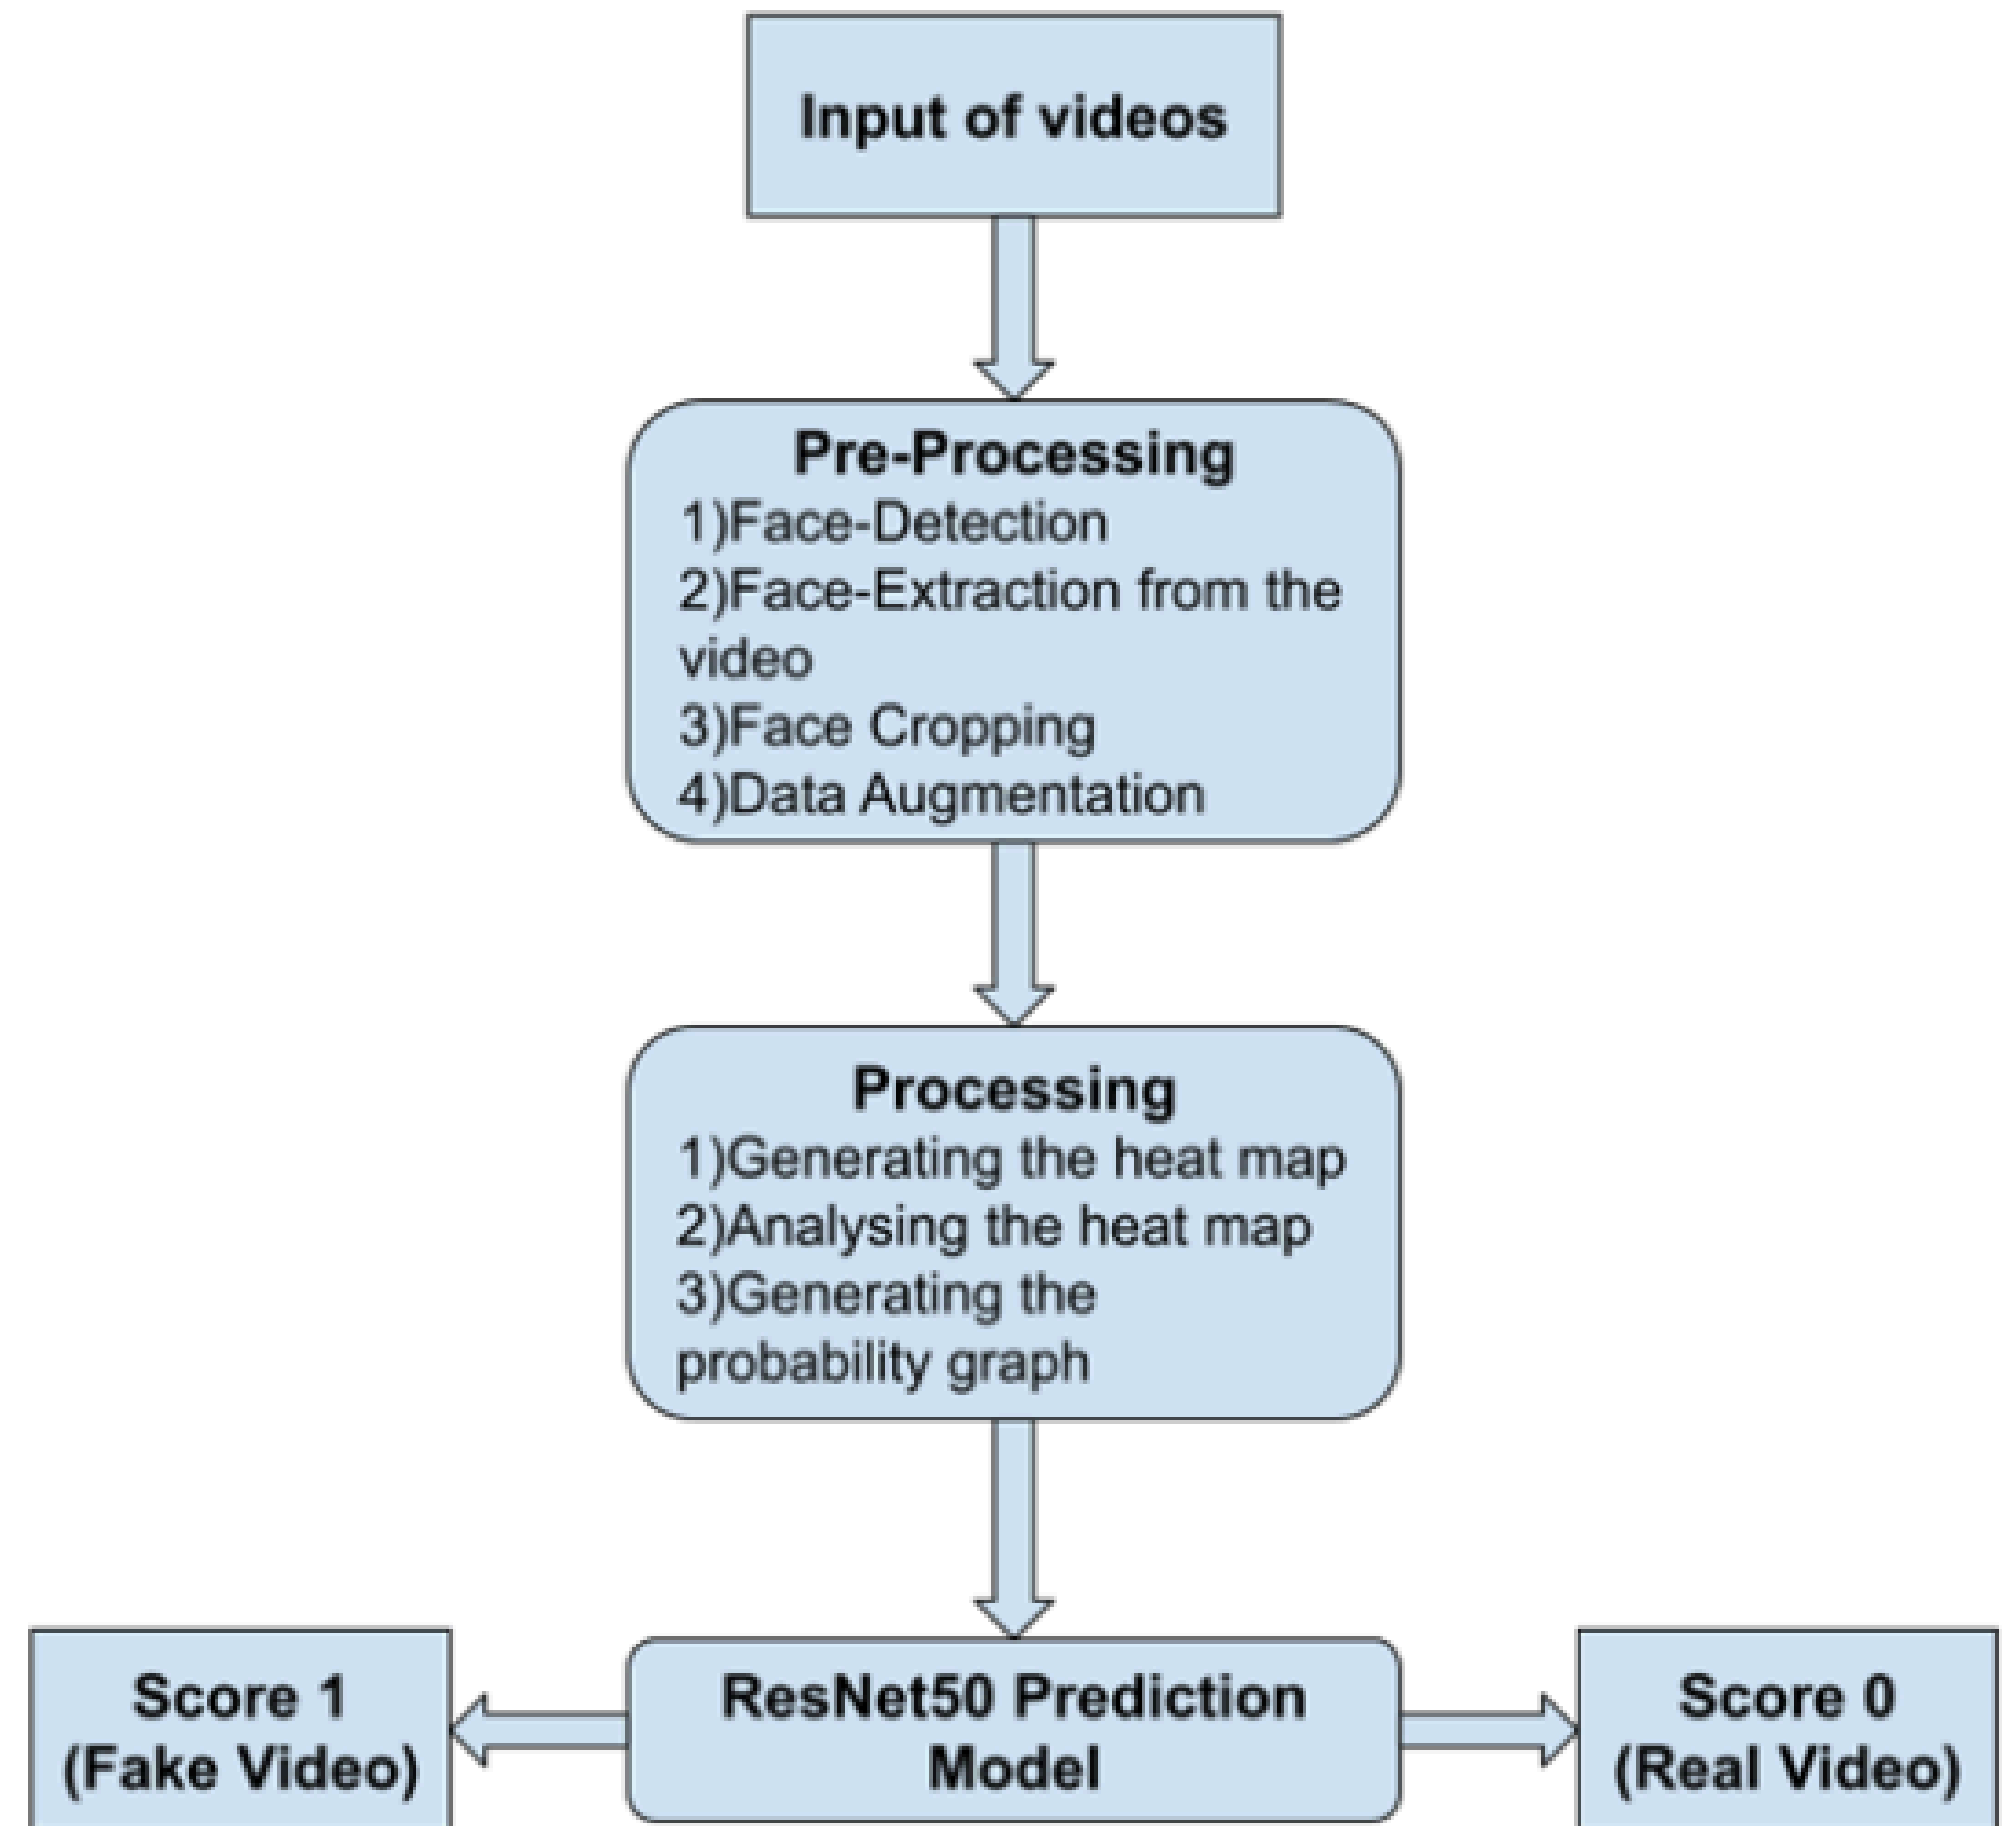 Input of videos
Pre-Processing
1)Face-Detection
2)Face-Extraction from the
video
3)Face Cropping
4)Data Augmentation
Processing
1)Generating the heat map
2)Analysing the heat map
3)Generating the
probability graph
Score 1
(Fake Video)
ResNet50 Prediction
Model
Score 0
(Real Video)